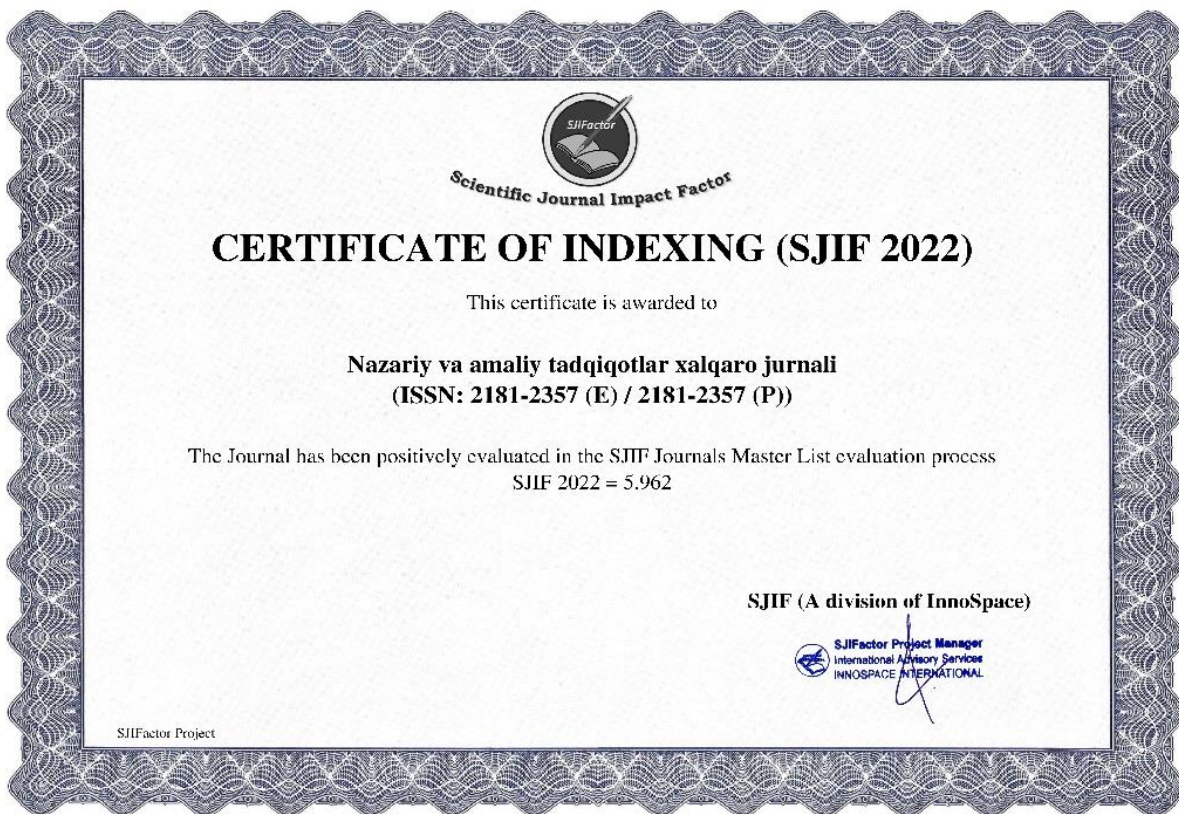 SJIFactor
Scientific Journal Impact Factor
CERTIFICATE OF INDEXING (SJIF 2022)
This certificate is awarded to
Nazariy va amaliy tadqiqotlar xalqaro jurnali
(ISSN: 2181-2357 (E) / 2181-2357 (P))
The Journal has been positively evaluated in the SJIF Journals Master List evaluation process
SJIF 2022 = 5.962
SJIF (A division of InnoSpace)
SJIFactor Project Manager
International Advisory Services
INNOSPACE INTERNATIONAL
SJIFactor Project